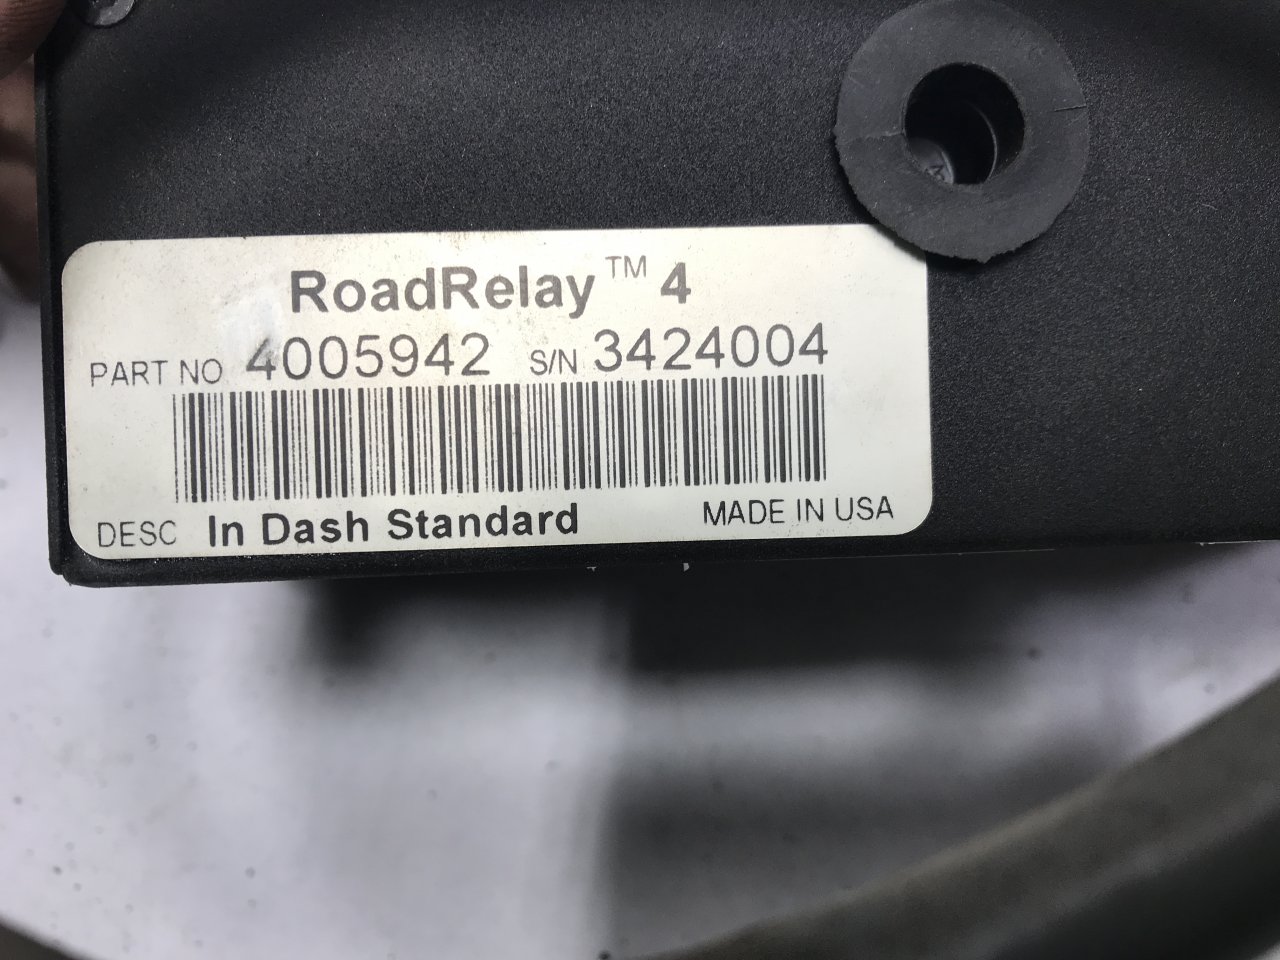 RoadRelay™ 4
PART NO 4005942 S/N 3424004
DESC In Dash Standard MADE IN USA